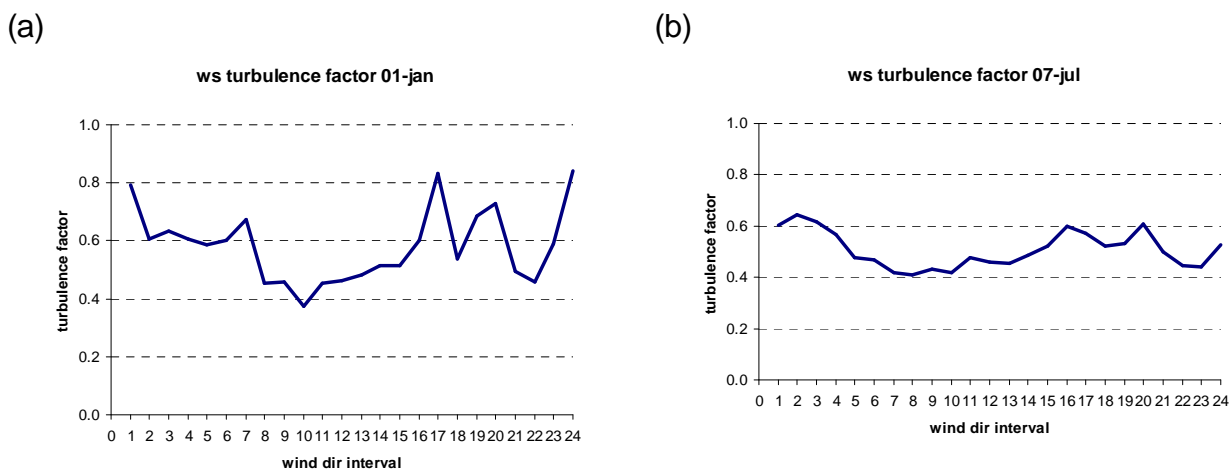 (a)
ws turbulence factor 01-jan
1.0
0.8
0.6
0.4
0.2
0.0
turbulence factor
0 1 2 3 4 5 6 7 8 9 10 11 12 13 14 15 16 17 18 19 20 21 22 23 24
wind dir interval
(b)
ws turbulence factor 07-jul
1.0
0.8
0.6
0.4
0.2
0.0
turbulence factor
0 1 2 3 4 5 6 7 8 9 10 11 12 13 14 15 16 17 18 19 20 21 22 23 24
wind dir interval